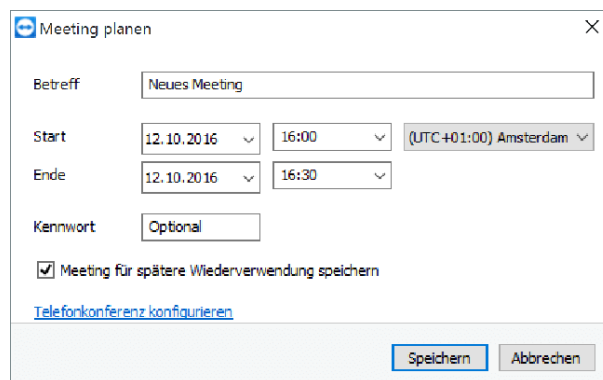 Meeting planen
Betreff Neues Meeting
Start 12.10.2016 16:00 (UTC+01:00) Amsterdam
Ende 12.10.2016 16:30
Kennwort Optional
Meeting für spätere Wiederverwendung speichern
Telefonkonferenz konfigurieren
Speichern Abbrechen